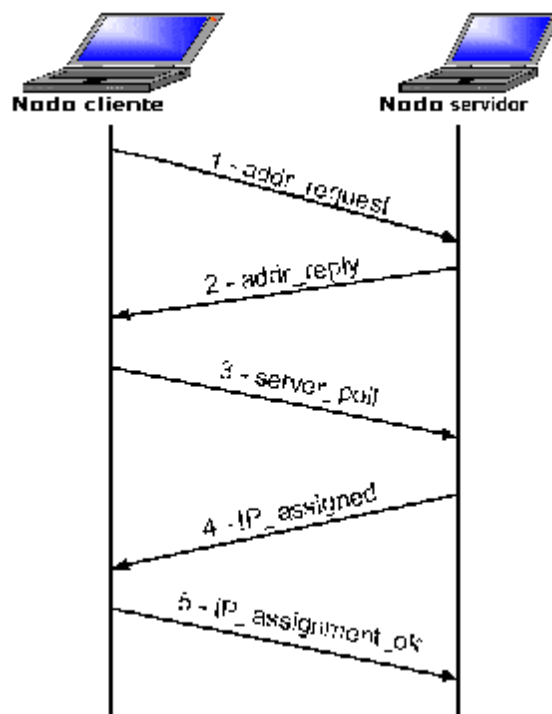 Nodo cliente
Nodo servidor
1 - addr_request
2 - addr_reply
3 - server_poll
4 - IP_assigned
5 - IP_assignment_ok